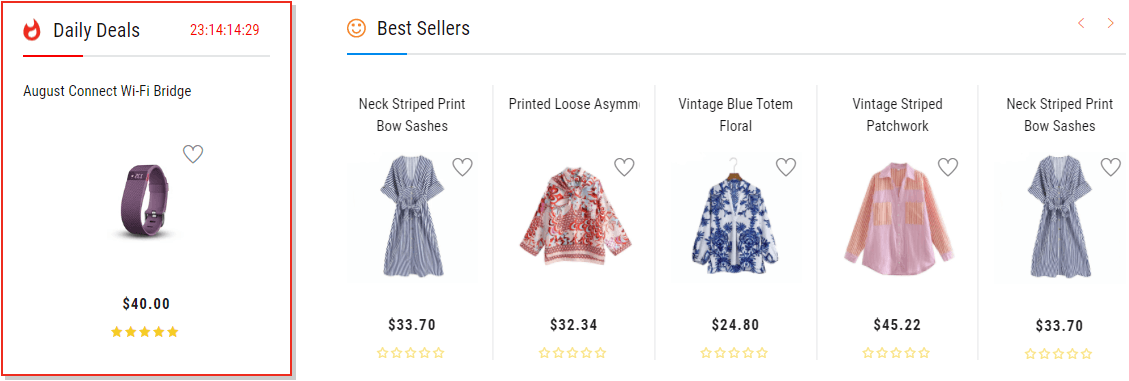 Daily Deals
23:14:14:29
August Connect Wi-Fi Bridge
$40.00
Best Sellers
Neck Striped Print
Bow Sashes
$33.70
Printed Loose
$32.34
Vintage Blue Totem
Floral
$24.80
Vintage Striped
Patchwork
$45.22
Neck Striped Print
Bow Sashes
$33.70